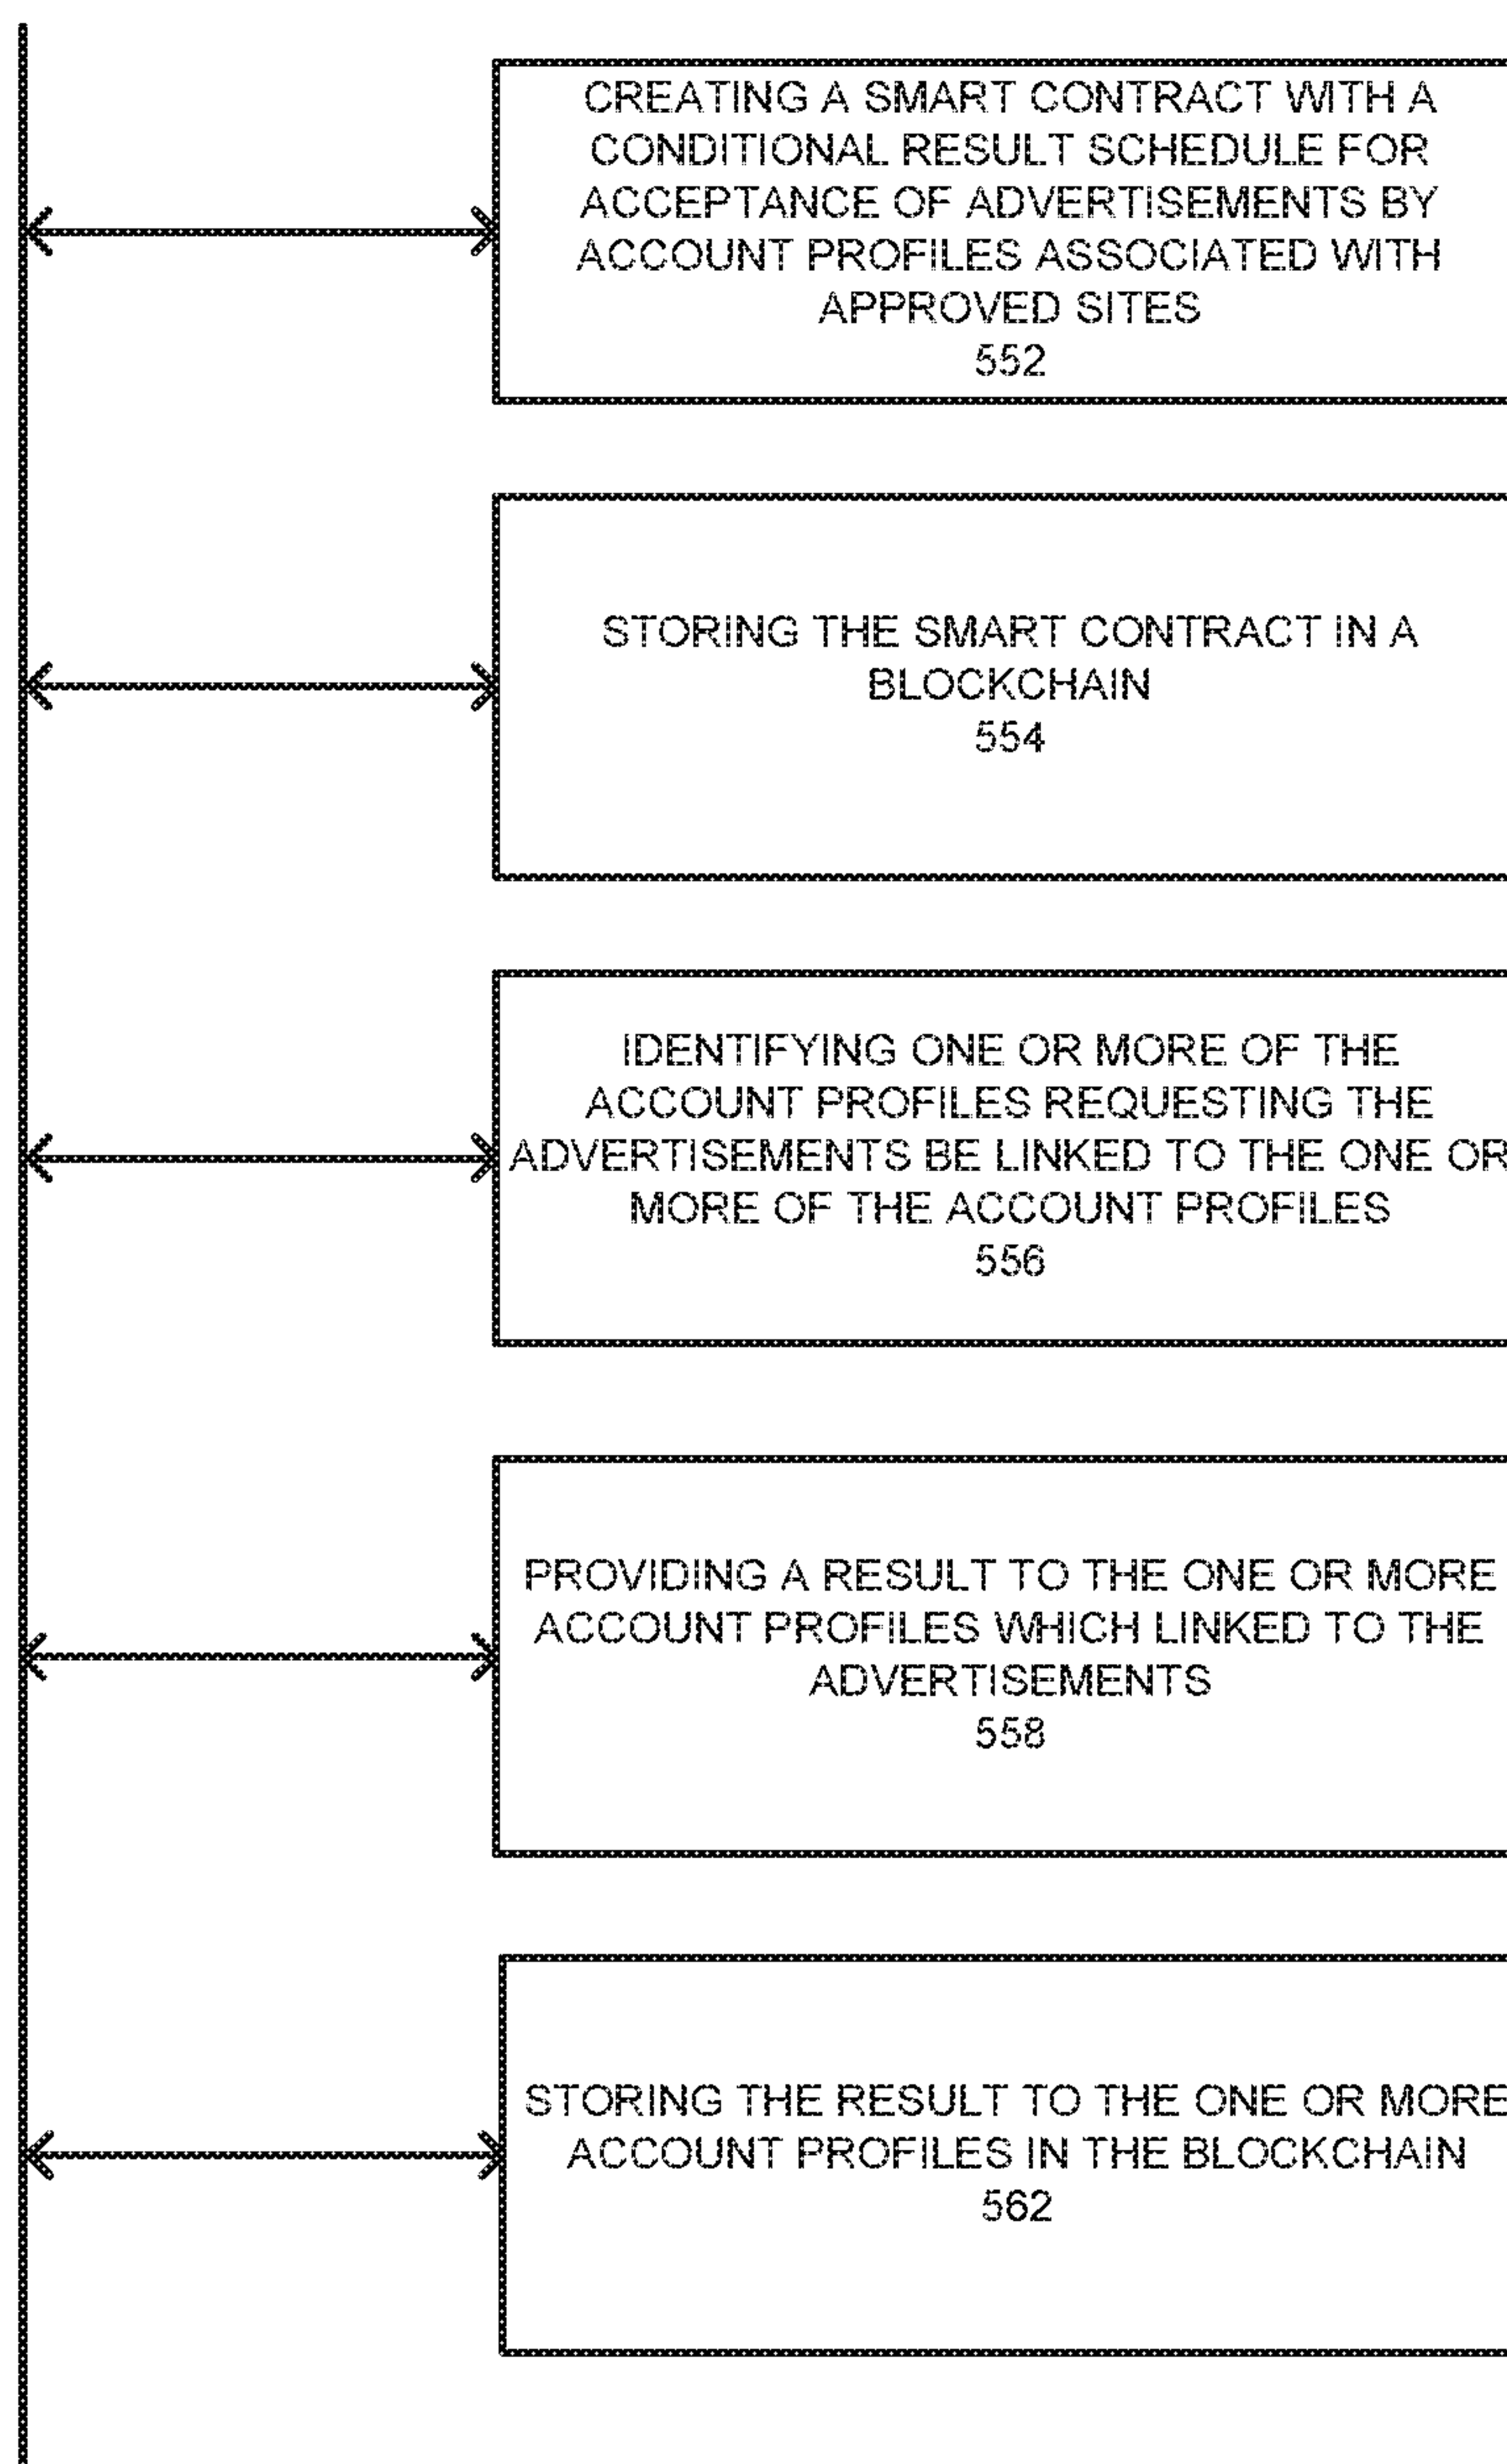 CREATING A SMART CONTRACT WITH A
CONDITIONAL RESULT SCHEDULE FOR
ACCEPTANCE OF ADVERTISEMENTS BY
ACCOUNT PROFILES ASSOCIATED WITH
APPROVED SITES
552
STORING THE SMART CONTRACT IN A
BLOCKCHAIN
554
IDENTIFYING ONE OR MORE OF THE
ACCOUNT PROFILES REQUESTING THE
ADVERTISEMENTS BE LINKED TO THE ONE OR
MORE OF THE ACCOUNT PROFILES
556
PROVIDING A RESULT TO THE ONE OR MORE
ACCOUNT PROFILES WHICH LINKED TO THE
ADVERTISEMENTS
558
STORING THE RESULT TO THE ONE OR MORE
ACCOUNT PROFILES IN THE BLOCKCHAIN
562